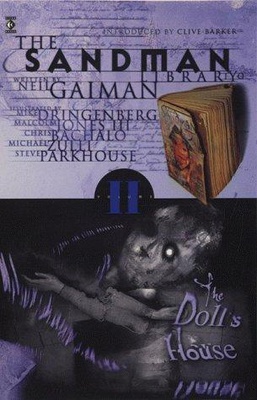 INTRODUCED BY CLIVE BARKER
THE
SANDMAN
LIBRARY
WRITTEN BY
NEIL
GAIMAN
ILLUSTRATED BY
MIKE
DRINGENBERG
MALCOLM
JONES III
CHRIS
BACHALO
MICHAEL
ZULLI
STEVE
PARKHOUSE
II
The
Doll's
House